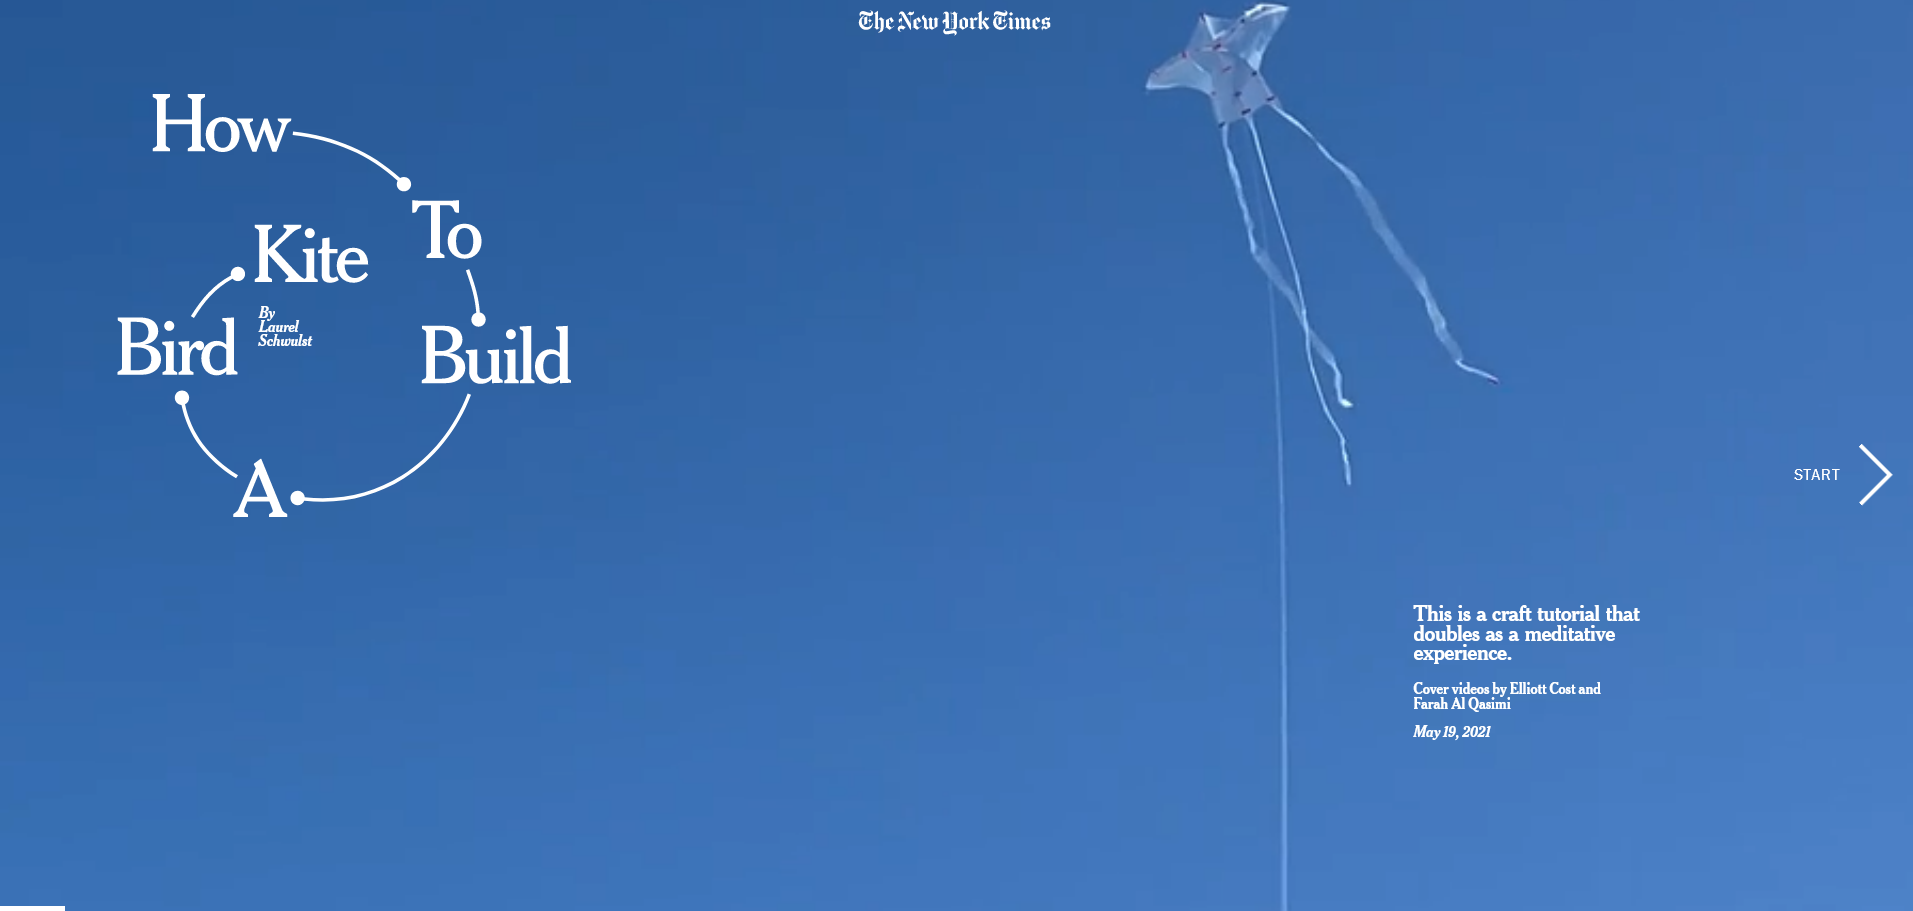 The New York Times
How
To
Build
A
Bird
Kite
By
Laurel
Schwulst
START
This is a craft tutorial that
doubles as a meditative
experience.
Cover videos by Elliott Cost and
Farah Al Qasimi
May 19, 2021